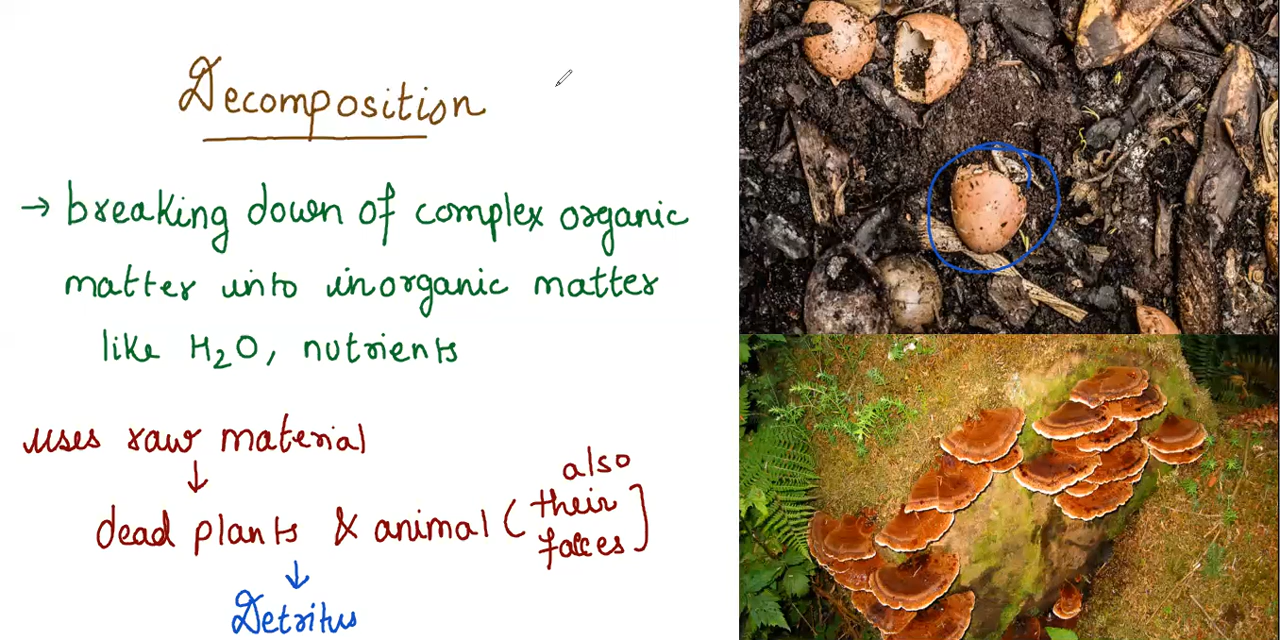 Decomposition
→ breaking down of complex organic
matter into inorganic matter
like H₂O, nutrients
uses raw material
↓
dead plants & animal ( also their faeces ]
↓
Detritus